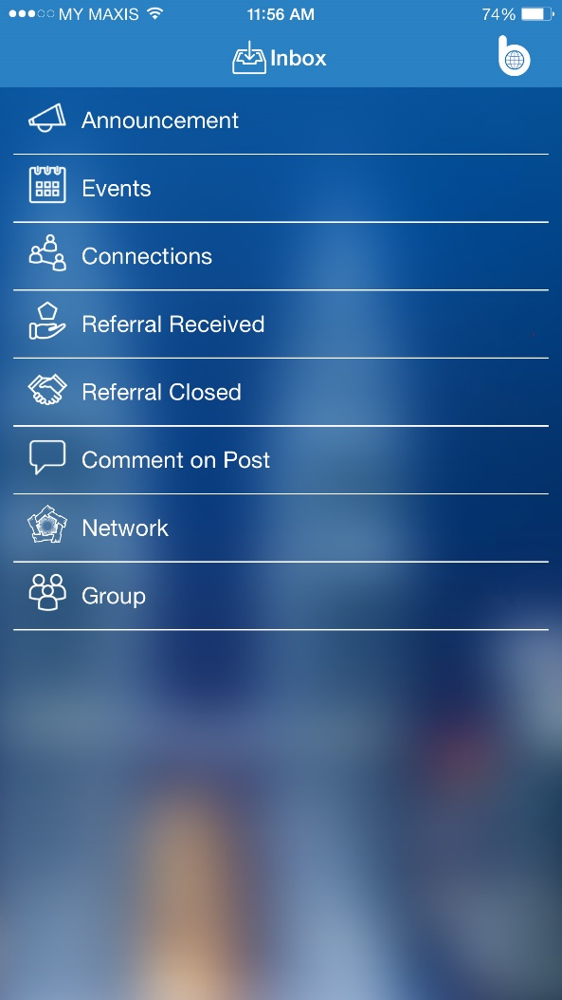 MY MAXIS 11:56 AM 74%
Inbox
Announcement
Events
Connections
Referral Received
Referral Closed
Comment on Post
Network
Group